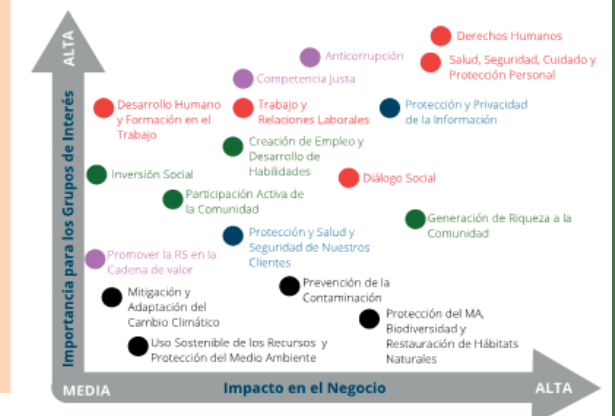 ALTA
Importancia para los Grupos de Interés
Derechos Humanos
Anticorrupción
Salud, Seguridad, Cuidado y
Protección Personal
Competencia Justa
Desarrollo Humano
y Formación en el
Trabajo
Trabajo y
Relaciones Laborales
Protección y Privacidad
de la Información
Creación de Empleo y
Desarrollo de
Habilidades
Inversión Social
Diálogo Social
Participación Activa de
la Comunidad
Generación de Riqueza a la
Comunidad
Protección y Salud y
Seguridad de Nuestros
Clientes
Promover la RS en la
Cadena de valor
Prevención de la
Contaminación
Mitigación y
Adaptación del
Cambio Climático
Protección del MA,
Biodiversidad y
Restauración de Hábitats
Naturales
Uso Sostenible de los Recursos y
Protección del Medio Ambiente
MEDIA
Impacto en el Negocio
ALTA